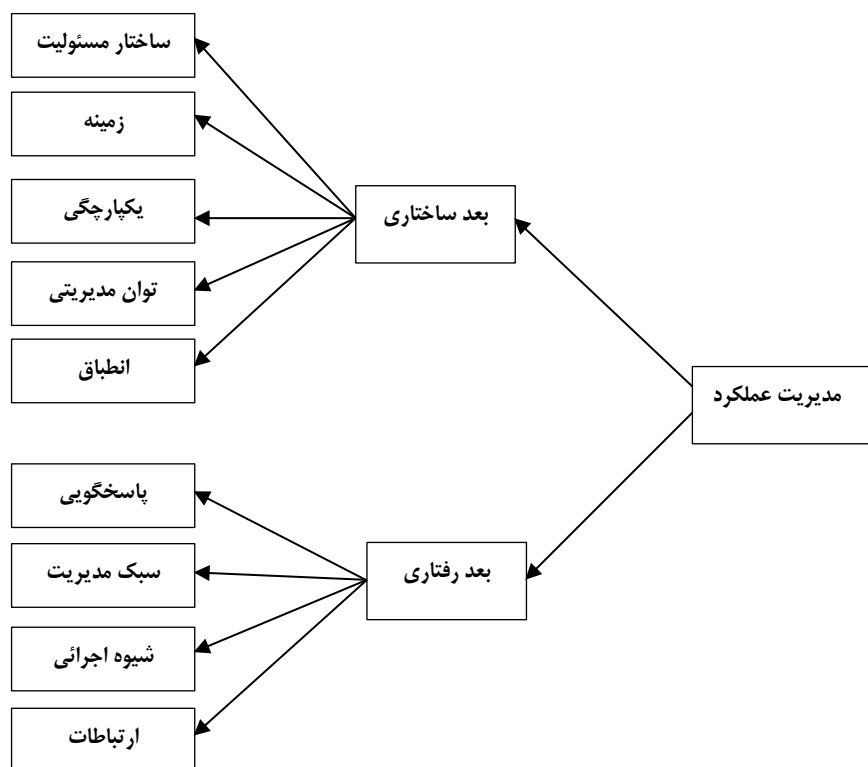 مدیریت عملکرد
بعد ساختاری
ساختار مسئولیت
زمینه
یکپارچگی
توان مدیریتی
انطباق
بعد رفتاری
پاسخگویی
سبک مدیریت
شیوه اجرائی
ارتباطات